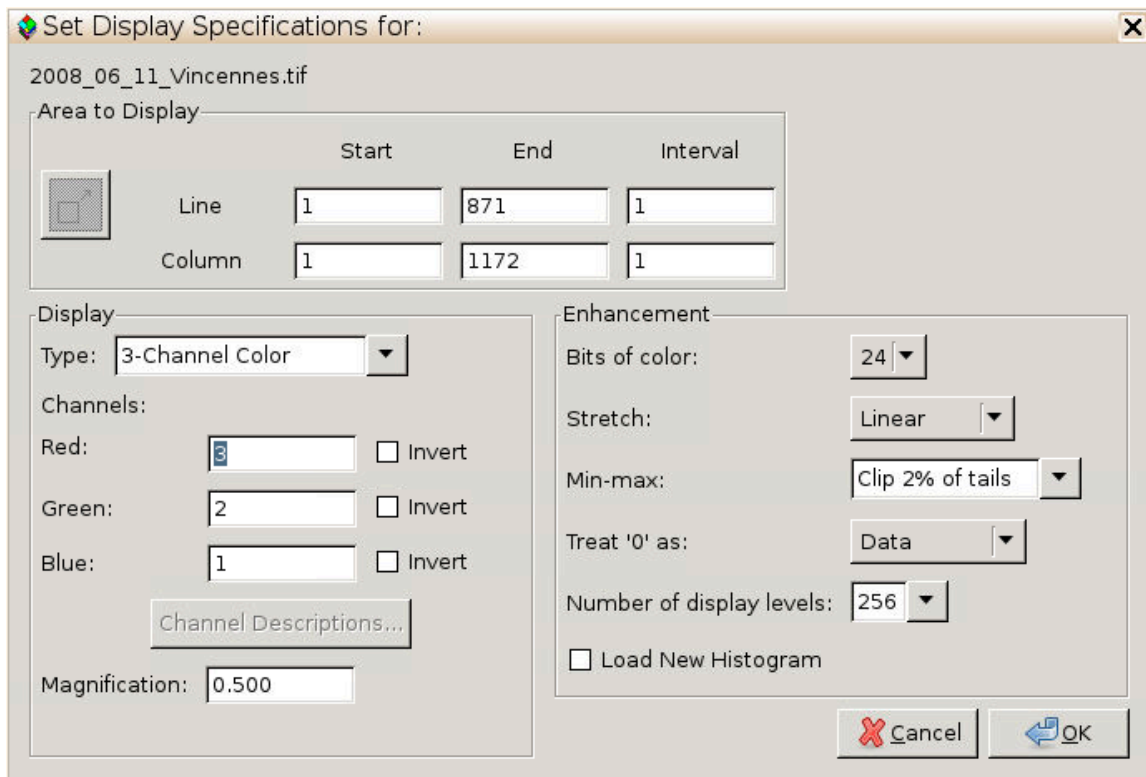 Set Display Specifications for:
2008_06_11_Vincennes.tif
Area to Display
Start End Interval
Line 1 871 1
Column 1 1172 1
Display
Type: 3-Channel Color
Channels:
Red: 3 Invert
Green: 2 Invert
Blue: 1 Invert
Channel Descriptions...
Magnification: 0.500
Enhancement
Bits of color: 24
Stretch: Linear
Min-max: Clip 2% of tails
Treat '0' as: Data
Number of display levels: 256
Load New Histogram
Cancel OK